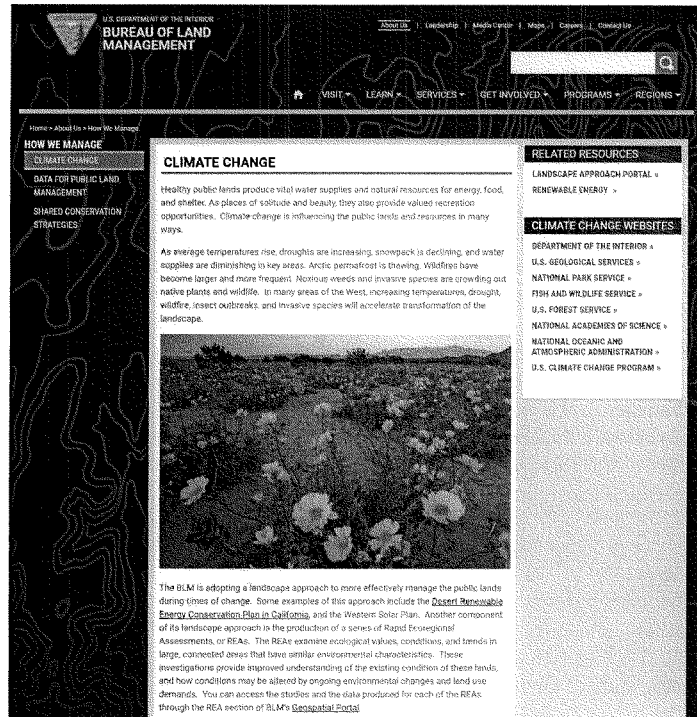 U.S. DEPARTMENT OF THE INTERIOR
BUREAU OF LAND
MANAGEMENT
About Us | Leadership | Media Center | Maps | Careers | Contact Us
VISIT LEARN SERVICES GET INVOLVED PROGRAMS REGIONS
Home > About Us > How We Manage
HOW WE MANAGE
CLIMATE CHANGE
DATA FOR PUBLIC LAND
MANAGEMENT
SHARED CONSERVATION
STRATEGIES
CLIMATE CHANGE
Healthy public lands produce vital water supplies and natural resources for energy, food,
and shelter. As places of solitude and beauty, they also provide valued recreation
opportunities. Climate change is influencing the public lands and resources in many
ways.
As average temperatures rise, droughts are increasing, snowpack is declining, and water
supplies are diminishing in key areas. Arctic permafrost is thawing. Wildfires have
become larger and more frequent. Noxious weeds and invasive species are crowding out
native plants and wildlife. In many areas of the West, increasing temperatures, drought,
wildfire, insect outbreaks, and invasive species will accelerate transformation of the
landscape.
The BLM is adopting a landscape approach to more effectively manage the public lands
during times of change. Some examples of this approach include the Desert Renewable
Energy Conservation Plan in California, and the Western Solar Plan. Another component
of its landscape approach is the production of a series of Rapid Ecoregional
Assessments, or REAs. The REAs examine ecological values, conditions, and trends in
large, connected areas that have similar environmental characteristics. These
investigations provide improved understanding of the existing condition of these lands,
and how conditions may be altered by ongoing environmental changes and land use
demands. You can access the studies and the data produced for each of the REAs
through the REA section of BLM's Geospatial Portal
RELATED RESOURCES
LANDSCAPE APPROACH PORTAL »
RENEWABLE ENERGY »
CLIMATE CHANGE WEBSITES
DEPARTMENT OF THE INTERIOR »
U.S. GEOLOGICAL SERVICES »
NATIONAL PARK SERVICE »
FISH AND WILDLIFE SERVICE »
U.S. FOREST SERVICE »
NATIONAL ACADEMIES OF SCIENCE »
NATIONAL OCEANIC AND
ATMOSPHERIC ADMINISTRATION »
U.S. CLIMATE CHANGE PROGRAM »